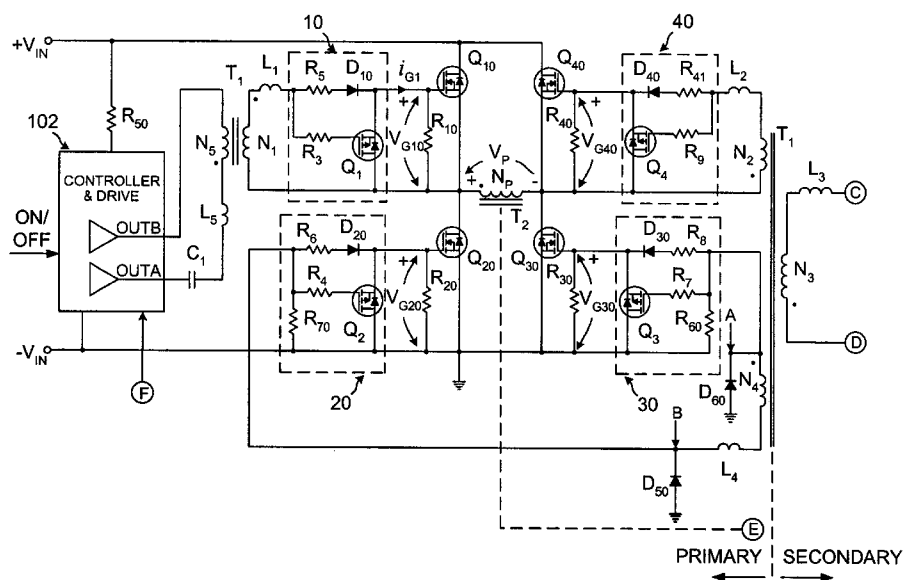 10
40
+V_IN
T_1
L_1
R_5
D_10
i_G1
Q_10
Q_40
D_40
R_41
L_2
102
R_50
N_5
N_1
R_3
Q_1
+
V_G10
R_10
V_P
+
N_P
-
T_2
R_40
+
V_G40
Q_4
R_9
N_2
T_1
CONTROLLER
& DRIVE
ON/
OFF
OUTB
OUTA
L_5
C_1
L_3
C
N_3
D
R_6
D_20
R_4
R_70
Q_2
+
V_G20
R_20
Q_20
Q_30
R_30
+
V_G30
D_30
R_8
R_7
Q_3
R_60
A
N_4
D_60
-V_IN
F
20
30
B
D_50
L_4
E
PRIMARY
SECONDARY